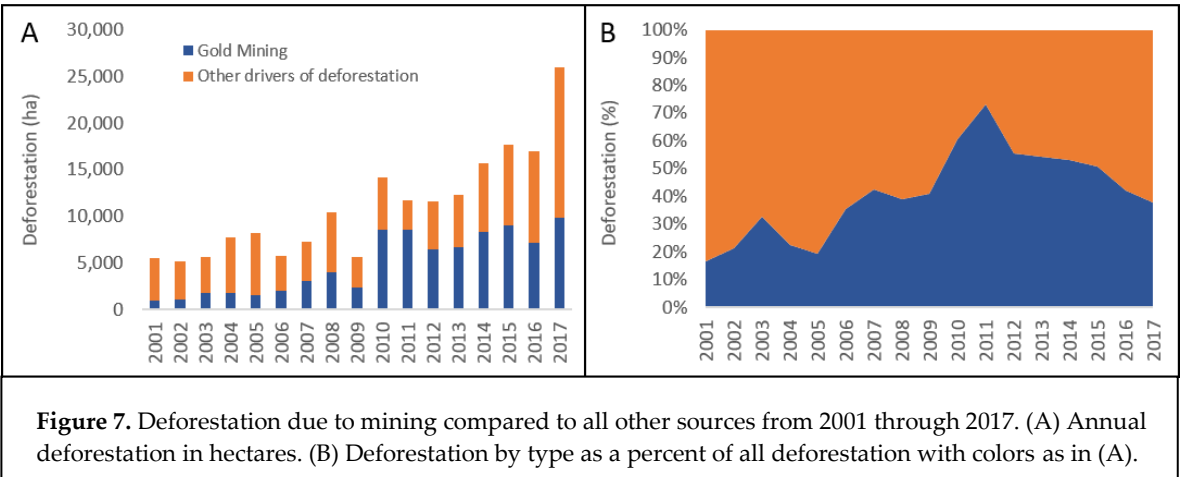 A
30,000
25,000
20,000
15,000
10,000
5,000
0
Deforestation (ha)
Gold Mining
Other drivers of deforestation
2001 2002 2003 2004 2005 2006 2007 2008 2009 2010 2011 2012 2013 2014 2015 2016 2017
B
100%
90%
80%
70%
60%
50%
40%
30%
20%
10%
0%
Deforestation (%)
2001 2002 2003 2004 2005 2006 2007 2008 2009 2010 2011 2012 2013 2014 2015 2016 2017
Figure 7. Deforestation due to mining compared to all other sources from 2001 through 2017. (A) Annual
deforestation in hectares. (B) Deforestation by type as a percent of all deforestation with colors as in (A).